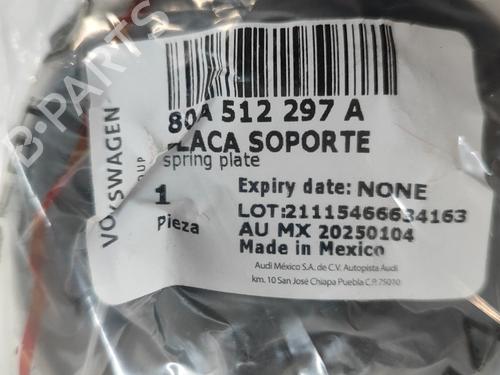 80A 512 297 A
PLACA SOPORTE
spring plate
1
Pieza
Expiry date: NONE
LOT:21115466634163
AU MX 20250104
Made in Mexico
Audi México S.A. de C.V. Autopista Audi
km. 10 San José Chiapa Puebla C.P. 75010
VOLKSWAGEN
GROUP
B-PARTS